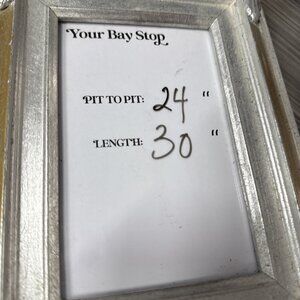 Your Bay Stop
PIT TO PIT: 24 "
LENGTH: 30 "